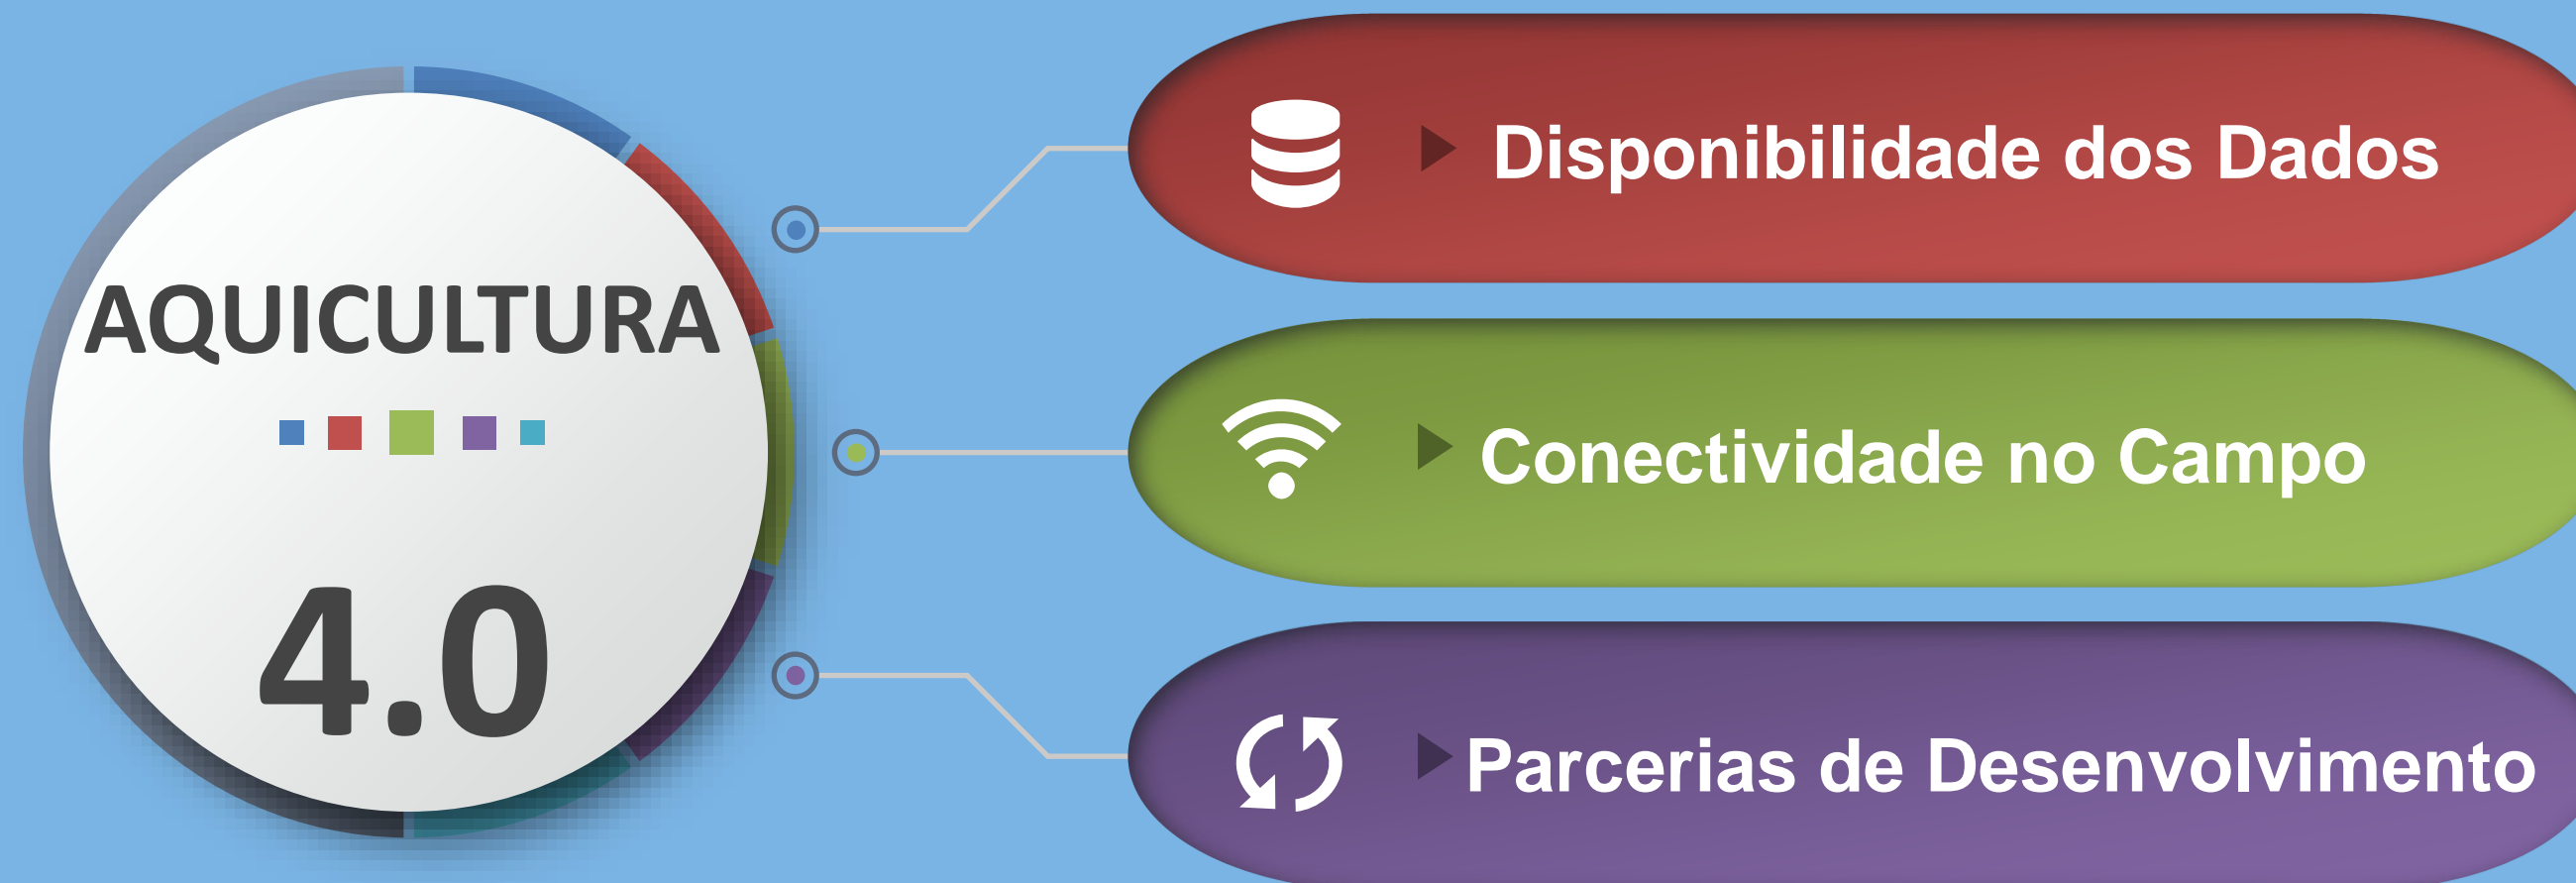 AQUICULTURA
4.0
Disponibilidade dos Dados
Conectividade no Campo
Parcerias de Desenvolvimento